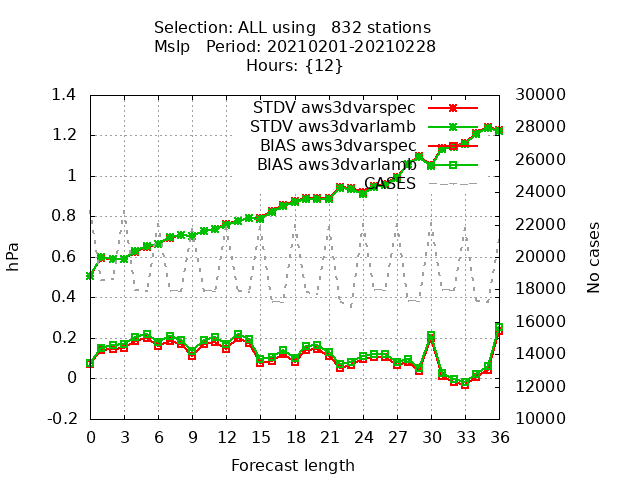 Selection: ALL using   832 stations
Mslp   Period: 20210201-20210228
Hours: {12}
STDV aws3dvarspec
STDV aws3dvarlamb
BIAS aws3dvarspec
BIAS aws3dvarlamb
CASES
hPa
1.4
1.2
1
0.8
0.6
0.4
0.2
0
-0.2
30000
28000
26000
24000
22000
20000
18000
16000
14000
12000
10000
No cases
0 3 6 9 12 15 18 21 24 27 30 33 36
Forecast length